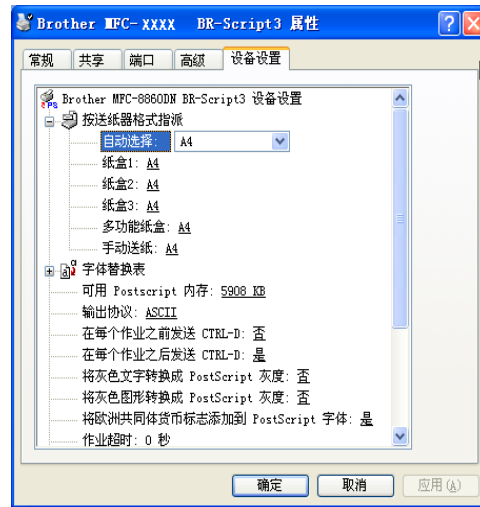 Brother MFC-XXXX BR-Script3 属性
常规 共享 端口 高级 设备设置
Brother MFC-8860DN BR-Script3 设备设置
按送纸器格式指派
自动选择: A4
纸盒1: A4
纸盒2: A4
纸盒3: A4
多功能纸盒: A4
手动送纸: A4
字体替换表
可用 Postscript 内存: 5908 KB
输出协议: ASCII
在每个作业之前发送 CTRL-D: 否
在每个作业之后发送 CTRL-D: 是
将灰色文字转换成 PostScript 灰度: 否
将灰色图形转换成 PostScript 灰度: 否
将欧洲共同体货币标志添加到 PostScript 字体: 是
作业超时: 0 秒
确定 取消 应用(A)